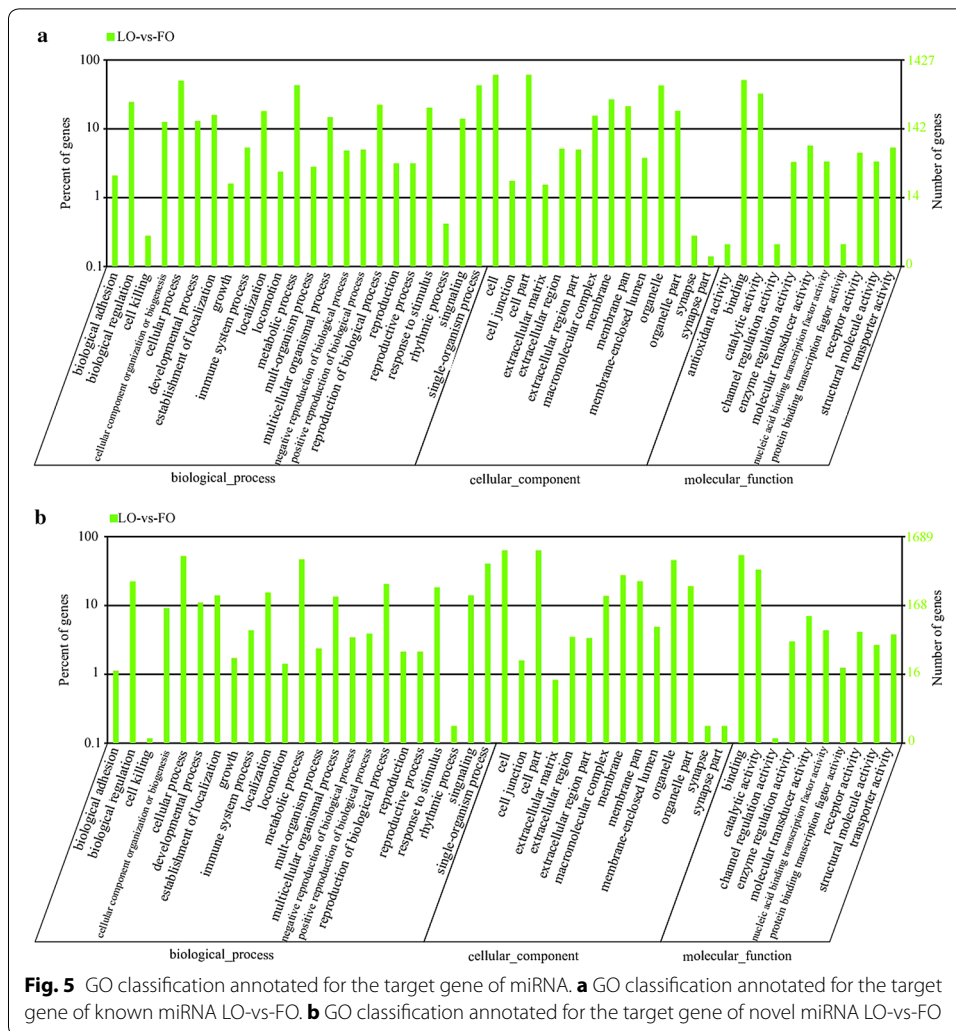 a
LO-vs-FO
100
10
1
0.1
Percent of genes
1427
142
14
0
Number of genes
biological adhesion
biological regulation
cell killing
cellular component organization or biogenesis
cellular process
developmental process
establishment of localization
growth
immune system process
localization
locomotion
metabolic process
mult-organism process
multicellular organismal process
negative reproduction of biological process
positive reproduction of biological process
reproduction of biological process
reproduction
reproductive process
response to stimulus
rhythmic process
singaling
single-organism process
cell
cell junction
cell part
extracellular matrix
extracellular region
extracellular region part
macromolecular complex
membrane
membrane pan
membrane-enclosed lumen
organelle
organelle part
synapse
synapse part
antioxidant activity
binding
catalytic activity
channel regulation activity
enzyme regulation activity
molecular transducer activity
nucleic acid binding transcription factor activity
protein binding transcription fagtor activity
receptor activity
structural molecule activity
transporter activity
biological_process
cellular_component
molecular_function
b
LO-vs-FO
100
10
1
0.1
Percent of genes
1689
168
16
0
Number of genes
biological adhesion
biological regulation
cell killing
cellular component organization or biogenesis
cellular process
developmental process
establishment of localization
growth
immune system process
localization
locomotion
metabolic process
mult-organism process
multicellular organismal process
negative reproduction of biological process
positive reproduction of biological process
reproduction of biological process
reproduction
reproductive process
response to stimulus
rhythmic process
singaling
single-organism process
cell
cell junction
cell part
extracellular matrix
extracellular region
extracellular region part
macromolecular complex
membrane
membrane pan
membrane-enclosed lumen
organelle
organelle part
synapse
synapse part
binding
catalytic activity
channel regulation activity
enzyme regulation activity
molecular transducer activity
nucleic acid binding transcription factor activity
protein binding transcription fagtor activity
receptor activity
structural molecule activity
transporter activity
biological_process
cellular_component
molecular_function
Fig. 5 GO classification annotated for the target gene of miRNA. a GO classification annotated for the target
gene of known miRNA LO-vs-FO. b GO classification annotated for the target gene of novel miRNA LO-vs-FO